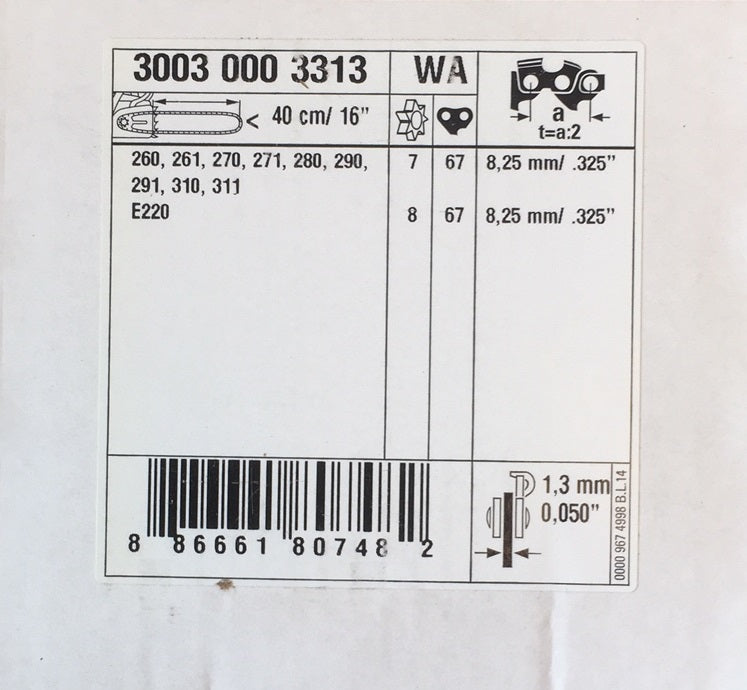 3003 000 3313 WA
< 40 cm/ 16”
a
t=a:2
260, 261, 270, 271, 280, 290, 7 67 8,25 mm/ .325”
291, 310, 311
E220 8 67 8,25 mm/ .325”
1,3 mm
0,050”
8 86661 80748 2
0000 967 4998 B.L.14